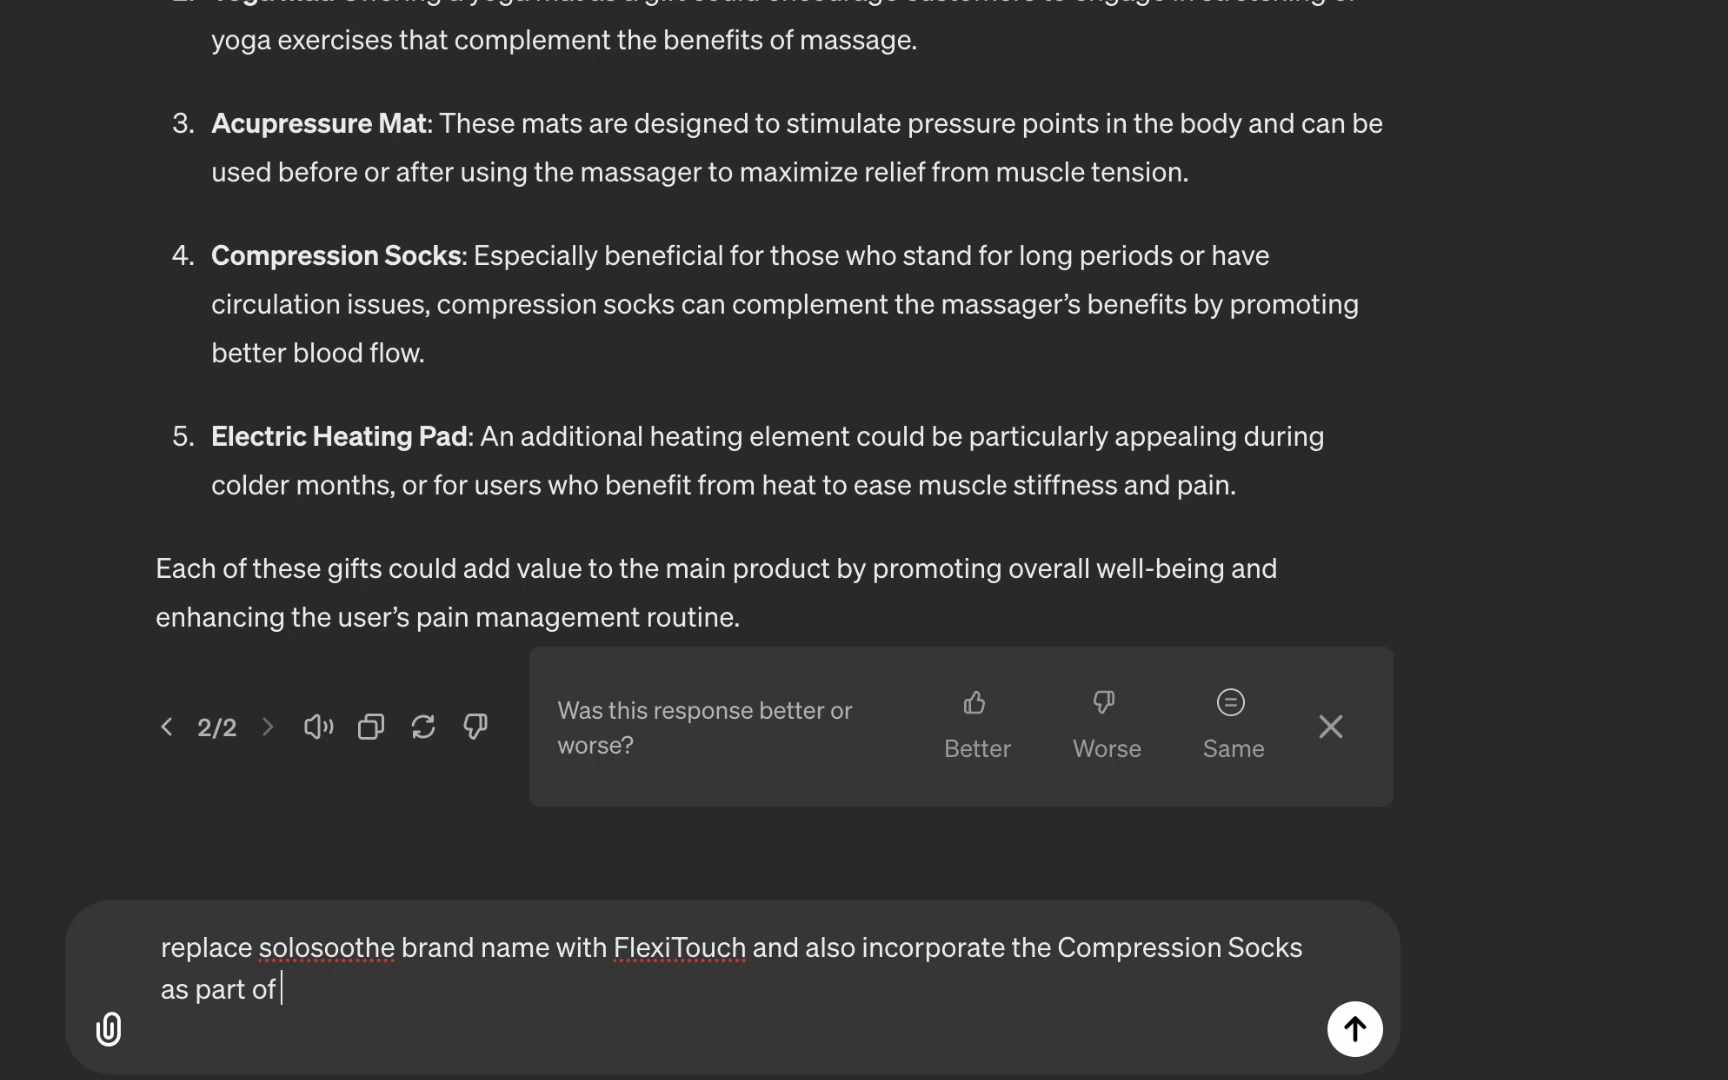 yoga exercises that complement the benefits of massage.
3. Acupressure Mat: These mats are designed to stimulate pressure points in the body and can be
used before or after using the massager to maximize relief from muscle tension.
4. Compression Socks: Especially beneficial for those who stand for long periods or have
circulation issues, compression socks can complement the massager’s benefits by promoting
better blood flow.
5. Electric Heating Pad: An additional heating element could be particularly appealing during
colder months, or for users who benefit from heat to ease muscle stiffness and pain.
Each of these gifts could add value to the main product by promoting overall well-being and
enhancing the user’s pain management routine.
2/2
Was this response better or
worse?
Better Worse Same
replace solosoothe brand name with FlexiTouch and also incorporate the Compression Socks
as part of